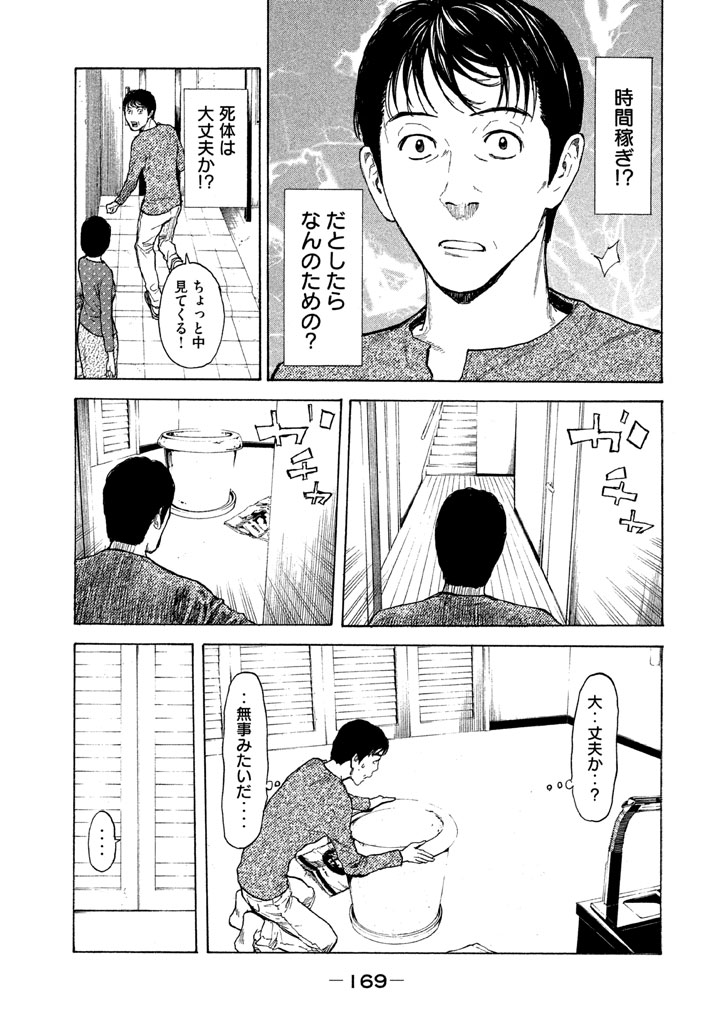 時間稼ぎ!?
だとしたら
なんのための？
死体は
大丈夫か!?
ちょっと中
見てくる！
ガチャッ
ガチャッ
大‥丈夫か‥？
‥無事みたいだ‥‥
‥‥
－169－